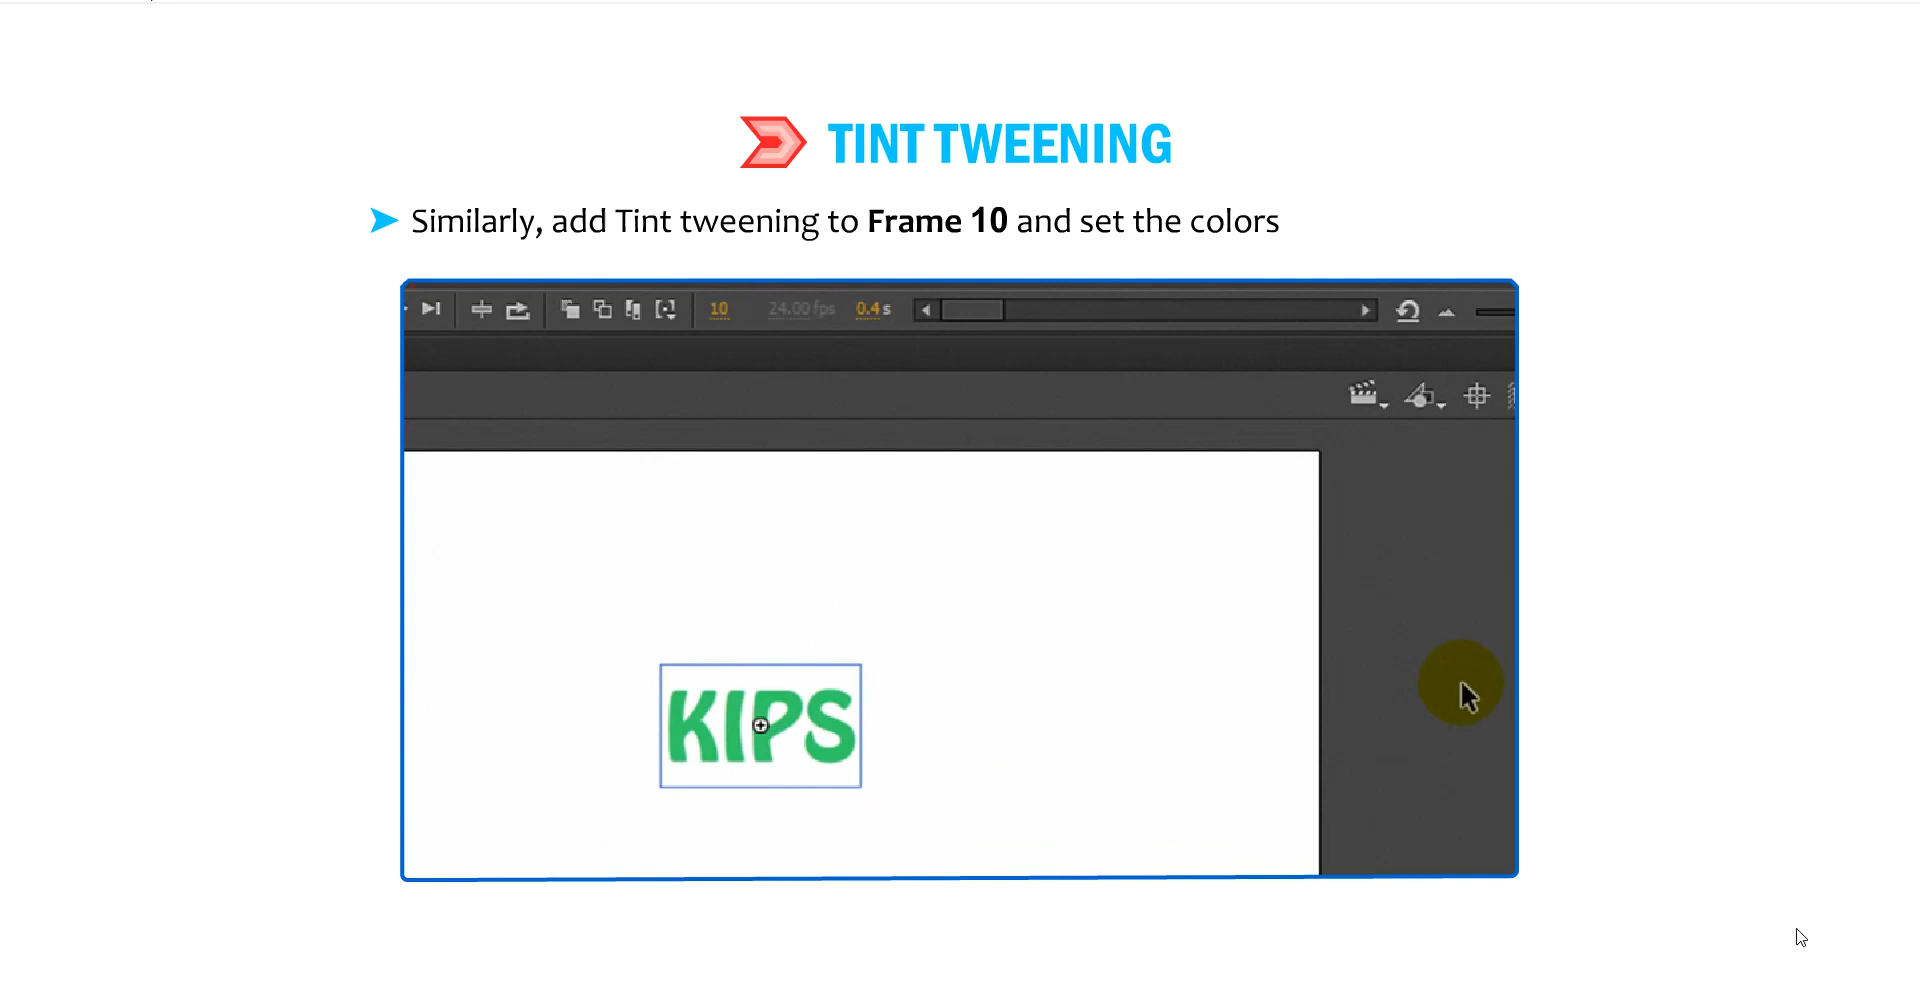 TINT TWEENING
Similarly, add Tint tweening to Frame 10 and set the colors
10 24.00 fps 0.4 s
KIPS